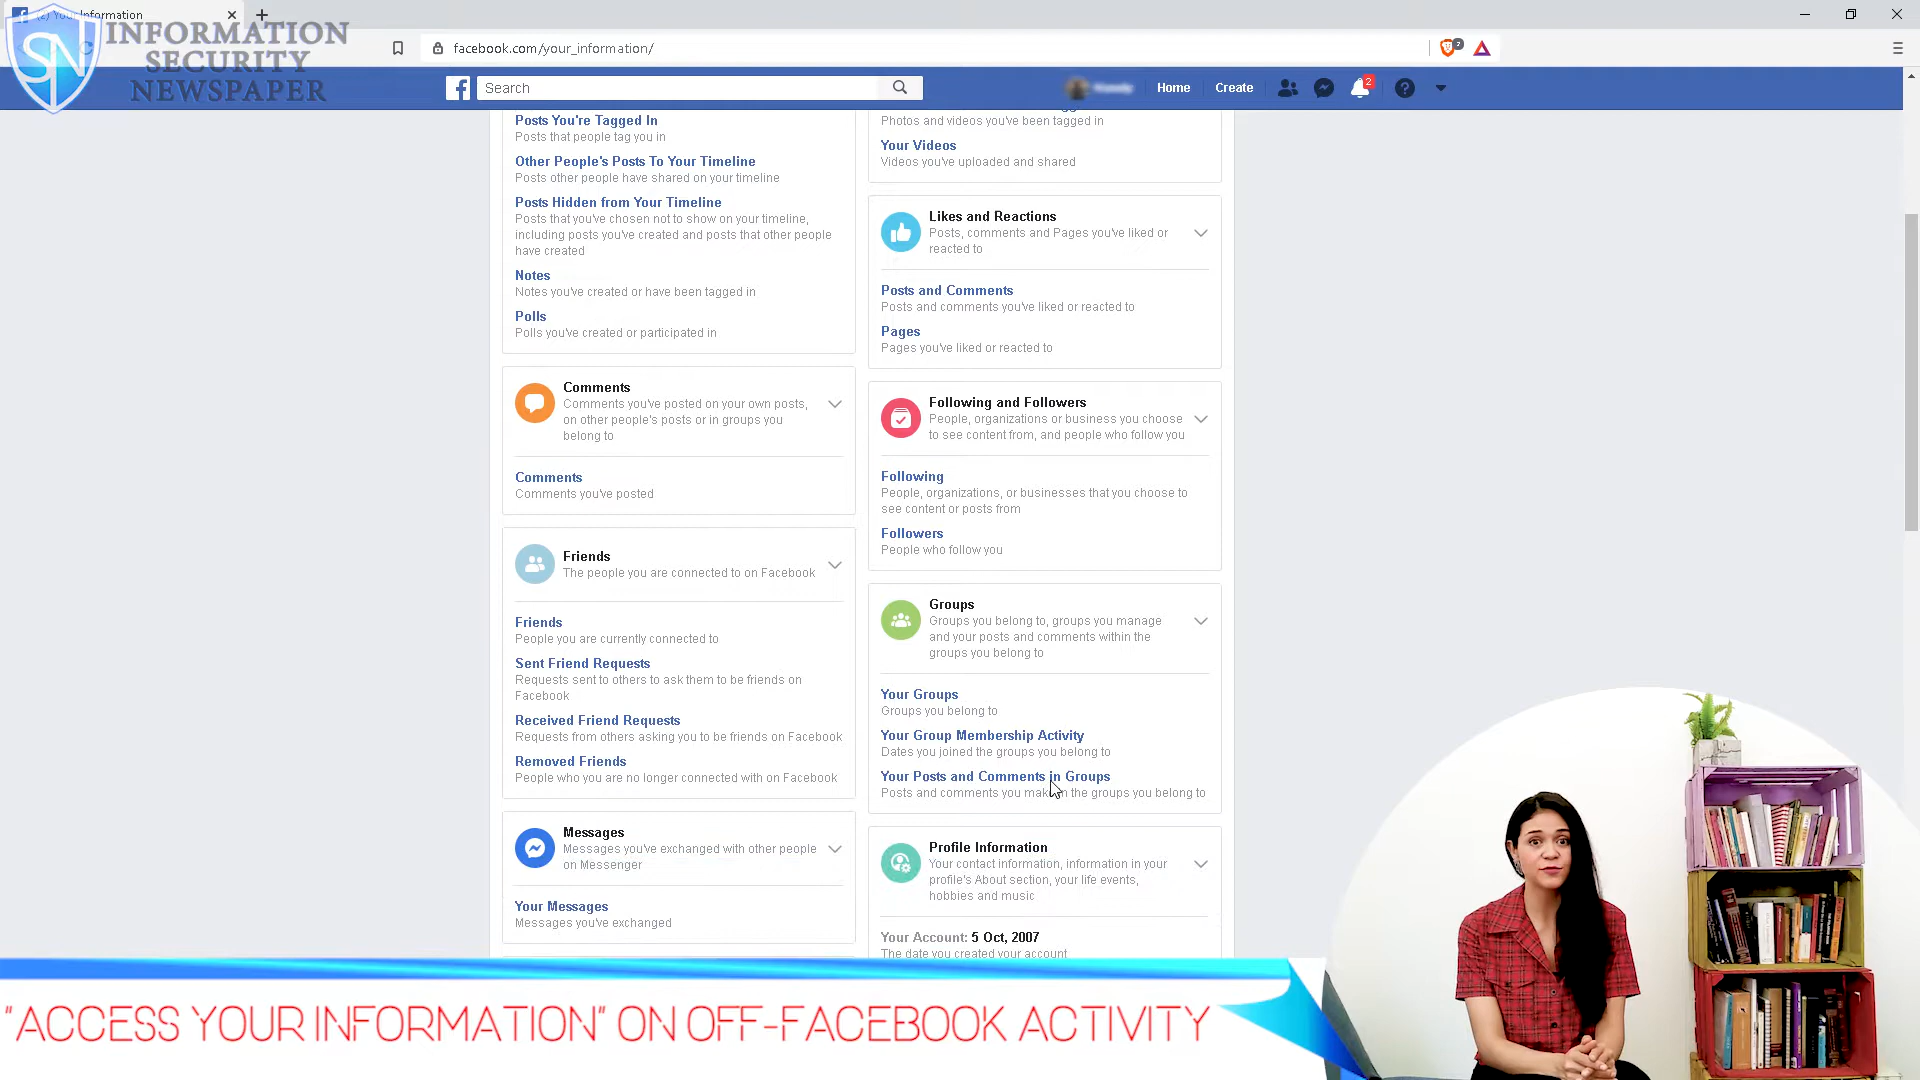 (2) Your Information
INFORMATION
SECURITY
NEWSPAPER
SN
facebook.com/your_information/
2
Search
Home
Create
2
Posts You're Tagged In
Posts that people tag you in
Other People's Posts To Your Timeline
Posts other people have shared on your timeline
Posts Hidden from Your Timeline
Posts that you've chosen not to show on your timeline,
including posts you've created and posts that other people
have created
Notes
Notes you've created or have been tagged in
Polls
Polls you've created or participated in
Comments
Comments you've posted on your own posts,
on other people's posts or in groups you
belong to
Comments
Comments you've posted
Friends
The people you are connected to on Facebook
Friends
People you are currently connected to
Sent Friend Requests
Requests sent to others to ask them to be friends on
Facebook
Received Friend Requests
Requests from others asking you to be friends on Facebook
Removed Friends
People who you are no longer connected with on Facebook
Messages
Messages you've exchanged with other people
on Messenger
Your Messages
Messages you've exchanged
Photos and videos you've been tagged in
Your Videos
Videos you've uploaded and shared
Likes and Reactions
Posts, comments and Pages you've liked or
reacted to
Posts and Comments
Posts and comments you've liked or reacted to
Pages
Pages you've liked or reacted to
Following and Followers
People, organizations or business you choose
to see content from, and people who follow you
Following
People, organizations, or businesses that you choose to
see content or posts from
Followers
People who follow you
Groups
Groups you belong to, groups you manage
and your posts and comments within the
groups you belong to
Your Groups
Groups you belong to
Your Group Membership Activity
Dates you joined the groups you belong to
Your Posts and Comments in Groups
Posts and comments you make in the groups you belong to
Profile Information
Your contact information, information in your
profile's About section, your life events,
hobbies and music
Your Account: 5 Oct, 2007
The date you created your account
"ACCESS YOUR INFORMATION" ON OFF-FACEBOOK ACTIVITY